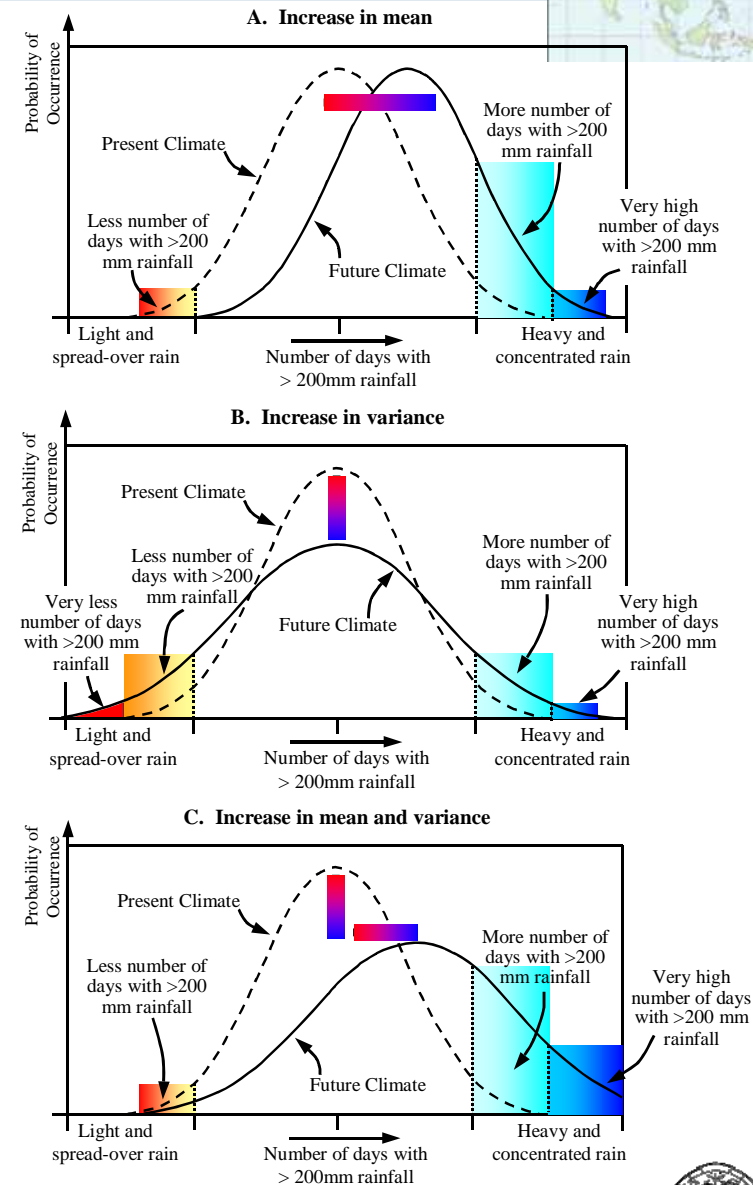 A. Increase in mean
Probability of
Occurrence
Present Climate
More number of
days with >200
mm rainfall
Less number of
days with >200
mm rainfall
Very high
number of days
with >200 mm
rainfall
Future Climate
Light and
spread-over rain
Number of days with
> 200mm rainfall
Heavy and
concentrated rain
B. Increase in variance
Probability of
Occurrence
Present Climate
Less number of
days with >200
mm rainfall
More number of
days with >200
mm rainfall
Very less
number of days
with >200 mm
rainfall
Future Climate
Very high
number of days
with >200 mm
rainfall
Light and
spread-over rain
Number of days with
> 200mm rainfall
Heavy and
concentrated rain
C. Increase in mean and variance
Probability of
Occurrence
Present Climate
Less number of
days with >200
mm rainfall
More number of
days with >200
mm rainfall
Very high
number of days
with >200 mm
rainfall
Future Climate
Light and
spread-over rain
Number of days with
> 200mm rainfall
Heavy and
concentrated rain